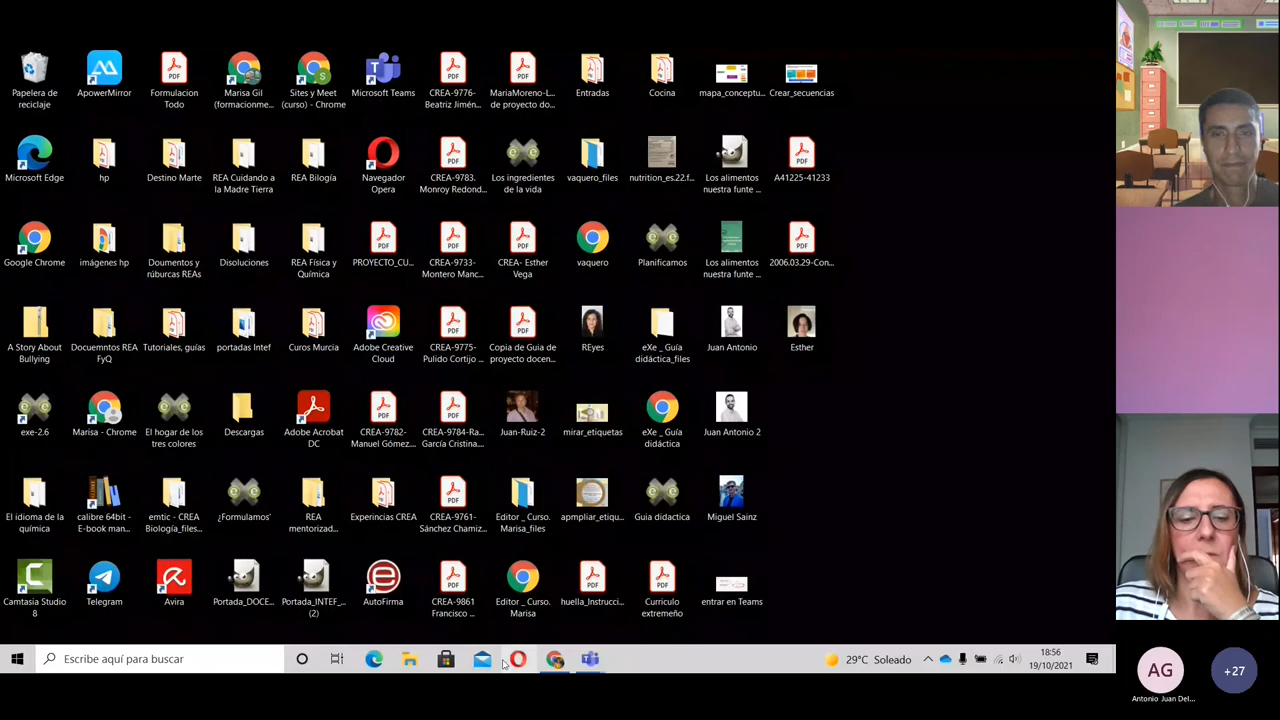 Papelera de reciclaje
ApowerMirror
Formulacion Todo
Marisa Gil (formacionme...
Sites y Meet (curso) - Chrome
Microsoft Teams
CREA-9776- Beatriz Jimén...
MariaMoreno-L... de proyecto do...
Entradas
Cocina
mapa_conceptu...
Crear_secuencias
Microsoft Edge
hp
Destino Marte
REA Cuidando a la Madre Tierra
REA Bilogía
Navegador Opera
CREA-9783. Monroy Redond...
Los ingredientes de la vida
vaquero_files
nutrition_es.22.f...
Los alimentos nuestra funte ...
A41225-41233
Google Chrome
imágenes hp
Doumentos y rúburcas REAs
Disoluciones
REA Física y Química
PROYECTO_CU...
CREA-9733- Montero Manc...
CREA- Esther Vega
vaquero
Planificamos
Los alimentos nuestra funte ...
2006.03.29-Con...
A Story About Bullying
Docuemntos REA FyQ
Tutoriales, guías
portadas Intef
Curos Murcia
Adobe Creative Cloud
CREA-9775- Pulido Cortijo ...
Copia de Guia de proyecto docen...
REyes
eXe _ Guía didáctica_files
Juan Antonio
Esther
exe-2.6
Marisa - Chrome
El hogar de los tres colores
Descargas
Adobe Acrobat DC
CREA-9782- Manuel Gómez...
CREA-9784-Ra... García Cristina...
Juan-Ruiz-2
mirar_etiquetas
eXe _ Guía didáctica
Juan Antonio 2
El idioma de la química
calibre 64bit - E-book man...
emtic - CREA Biología_files...
¿Formulamos'
REA mentorizad...
Experincias CREA
CREA-9761- Sánchez Chamiz...
Editor _ Curso. Marisa_files
apmpliar_etiqu...
Guia didactica
Miguel Sainz
Camtasia Studio 8
Telegram
Avira
Portada_DOCE...
Portada_INTEF_... (2)
AutoFirma
CREA-9861 Francisco ...
Editor _ Curso. Marisa
huella_Instrucci...
Curriculo extremeño
entrar en Teams
Escribe aquí para buscar
29°C Soleado
18:56
19/10/2021
AG
+27
Antonio Juan Del...